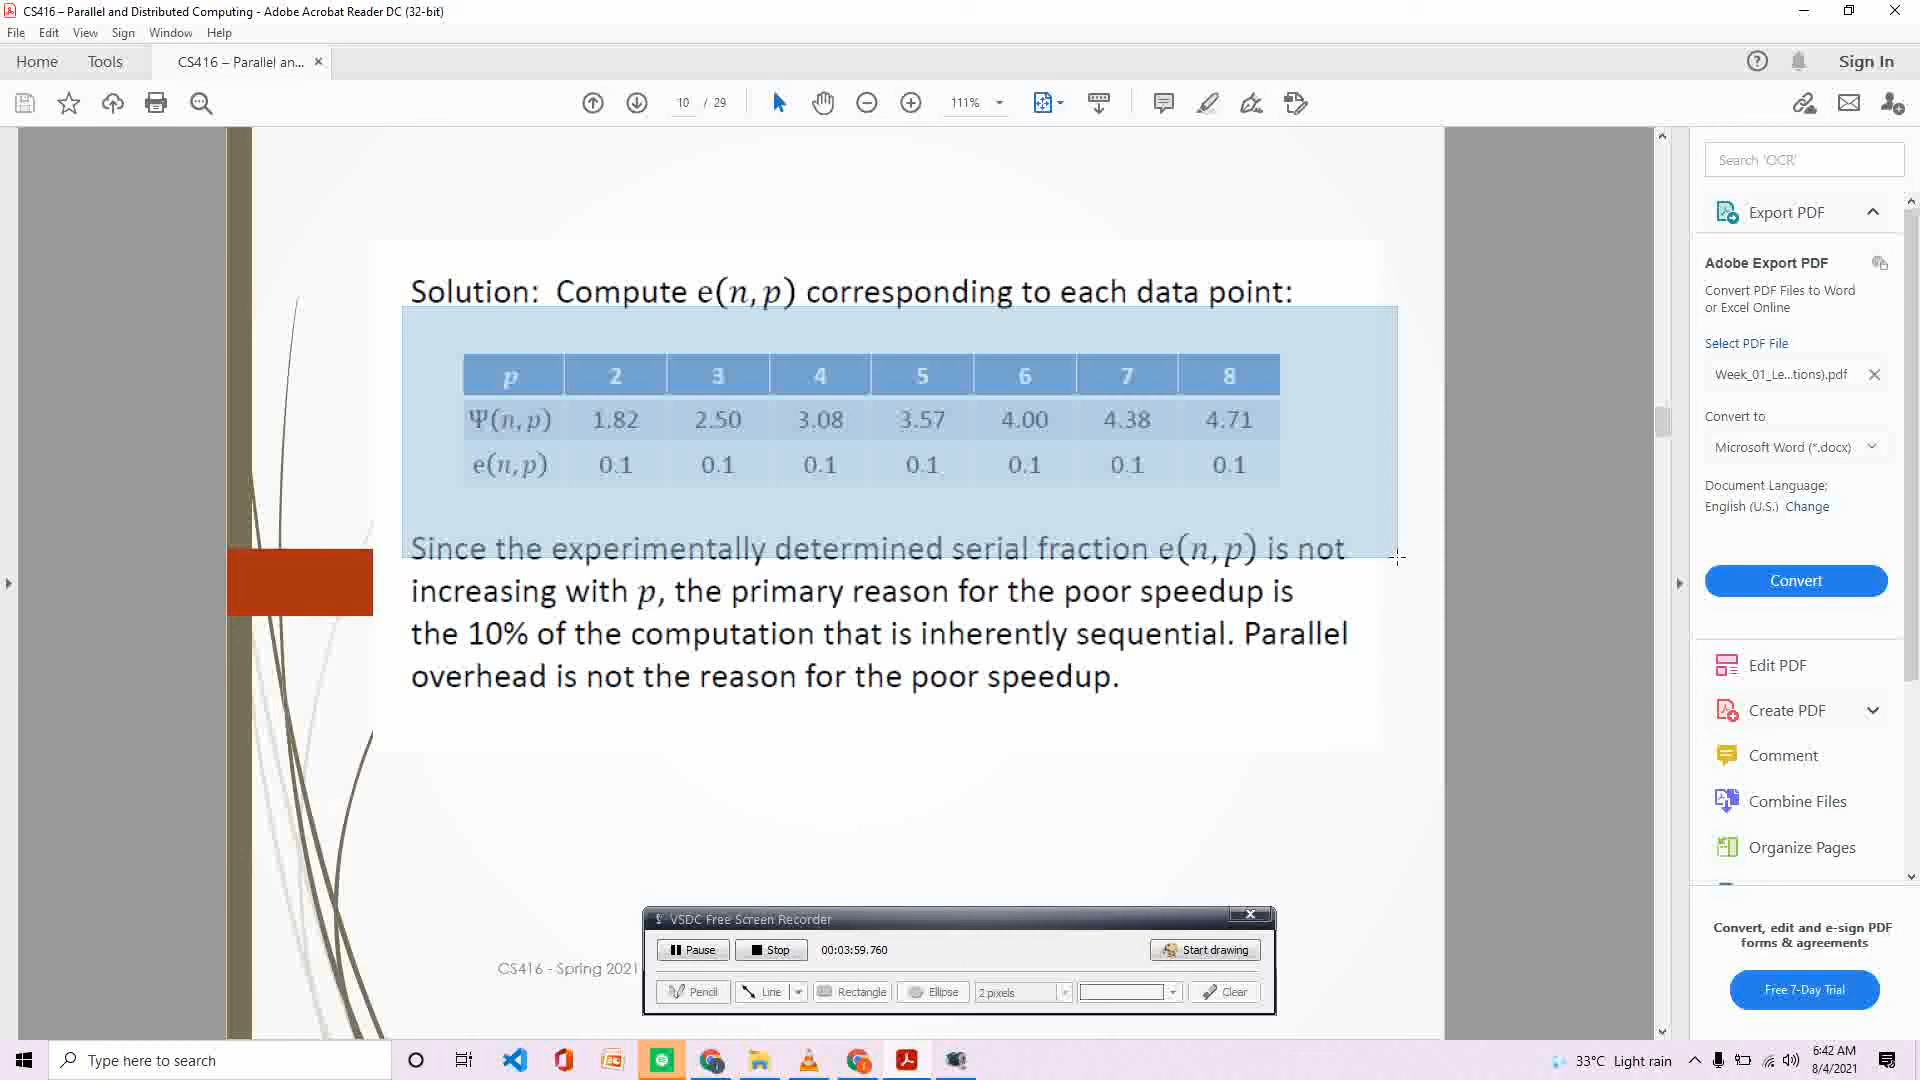 CS416 – Parallel and Distributed Computing - Adobe Acrobat Reader DC (32-bit)
File Edit View Sign Window Help
Home Tools CS416 – Parallel an... × Sign In
10 / 29 111%
Search 'OCR'
Export PDF
Adobe Export PDF
Convert PDF Files to Word
or Excel Online
Select PDF File
Week_01_Le...tions).pdf
Convert to
Microsoft Word (*.docx)
Document Language:
English (U.S.) Change
Convert
Edit PDF
Create PDF
Comment
Combine Files
Organize Pages
Convert, edit and e-sign PDF
forms & agreements
Free 7-Day Trial
Solution: Compute e(n, p) corresponding to each data point:
p 2 3 4 5 6 7 8
Ψ(n, p) 1.82 2.50 3.08 3.57 4.00 4.38 4.71
e(n, p) 0.1 0.1 0.1 0.1 0.1 0.1 0.1
Since the experimentally determined serial fraction e(n, p) is not
increasing with p, the primary reason for the poor speedup is
the 10% of the computation that is inherently sequential. Parallel
overhead is not the reason for the poor speedup.
CS416 - Spring 2021
VSDC Free Screen Recorder
Pause Stop 00:03:59.760 Start drawing
Pencil Line Rectangle Ellipse 2 pixels Clear
Type here to search
33°C Light rain
6:42 AM
8/4/2021